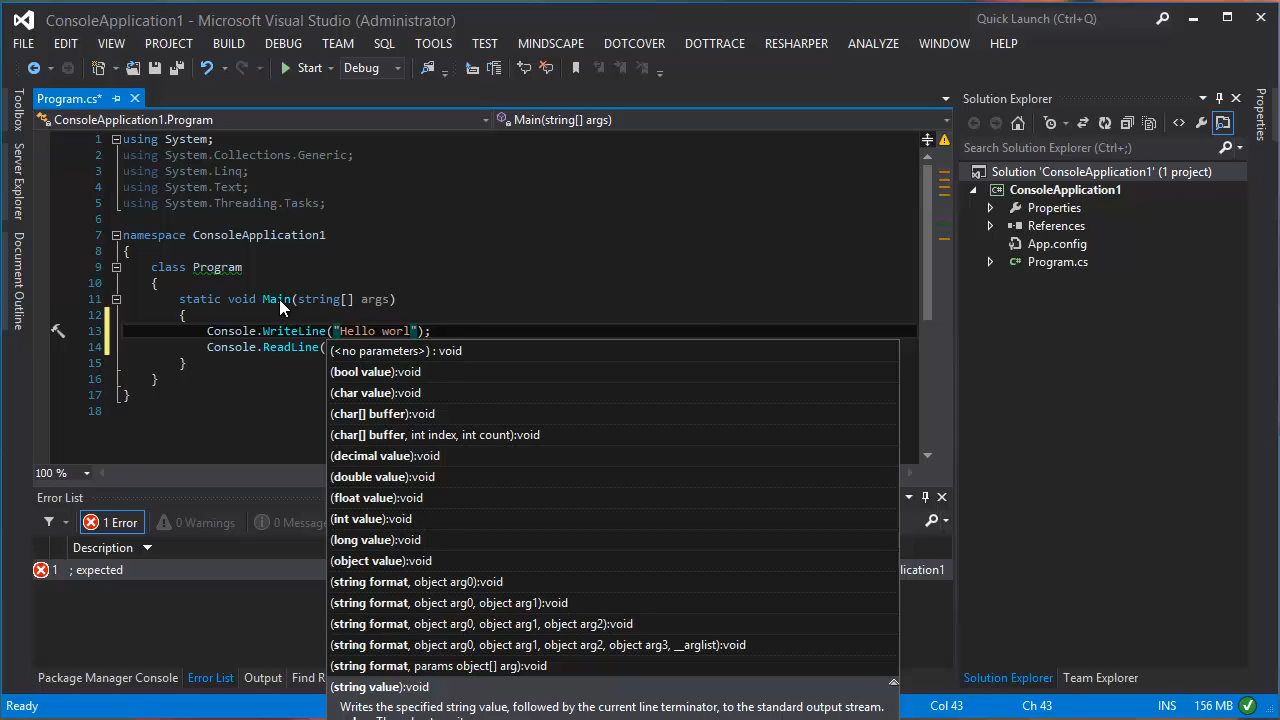 ConsoleApplication1 - Microsoft Visual Studio (Administrator)
Quick Launch (Ctrl+Q)
FILE EDIT VIEW PROJECT BUILD DEBUG TEAM SQL TOOLS TEST MINDSCAPE DOTCOVER DOTTRACE RESHARPER ANALYZE WINDOW HELP
Start Debug
Toolbox
Server Explorer
Document Outline
Program.cs*
ConsoleApplication1.Program
Main(string[] args)
1 using System;
2 using System.Collections.Generic;
3 using System.Linq;
4 using System.Text;
5 using System.Threading.Tasks;
6
7 namespace ConsoleApplication1
8 {
9 class Program
10 {
11 static void Main(string[] args)
12 {
13 Console.WriteLine("Hello worl");
14 Console.ReadLine(
15 }
16 }
17 }
18
(<no parameters>) : void
(bool value):void
(char value):void
(char[] buffer):void
(char[] buffer, int index, int count):void
(decimal value):void
(double value):void
(float value):void
(int value):void
(long value):void
(object value):void
(string format, object arg0):void
(string format, object arg0, object arg1):void
(string format, object arg0, object arg1, object arg2):void
(string format, object arg0, object arg1, object arg2, object arg3, __arglist):void
(string format, params object[] arg):void
(string value):void
Writes the specified string value, followed by the current line terminator, to the standard output stream.
100 %
Error List
1 Error 0 Warnings 0 Message
Description
1 ; expected
lication1
Package Manager Console Error List Output Find R
Solution Explorer
Search Solution Explorer (Ctrl+;)
Solution 'ConsoleApplication1' (1 project)
ConsoleApplication1
Properties
References
App.config
Program.cs
Solution Explorer Team Explorer
Properties
Ready
Col 43 Ch 43 INS 156 MB